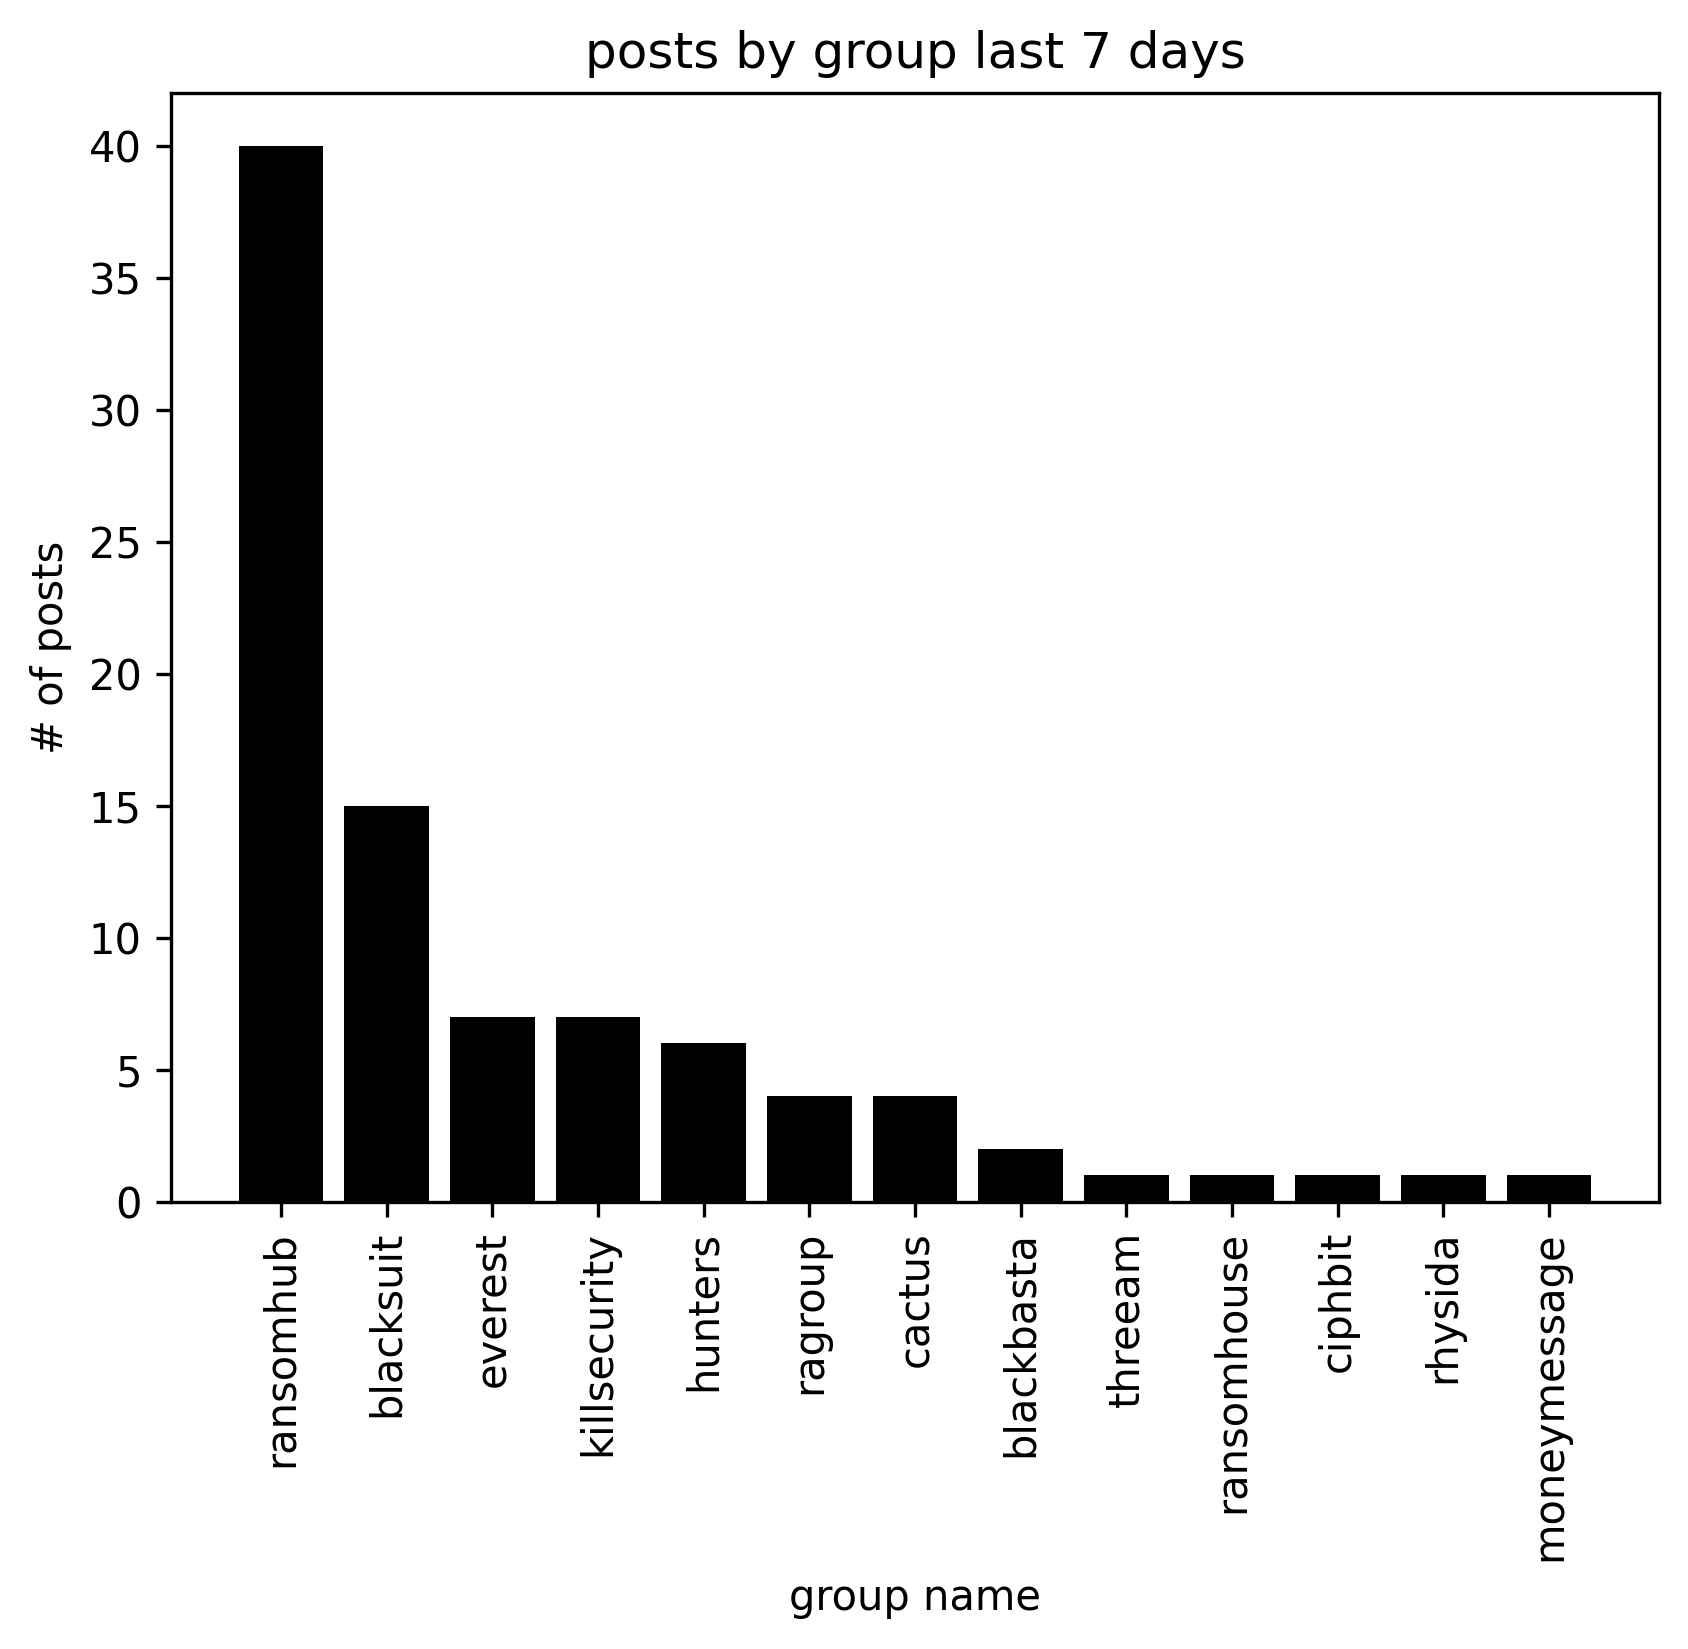 posts by group last 7 days
# of posts
40
35
30
25
20
15
10
5
0
ransomhub
blacksuit
everest
killsecurity
hunters
ragroup
cactus
blackbasta
threeam
ransomhouse
ciphbit
rhysida
moneymessage
group name